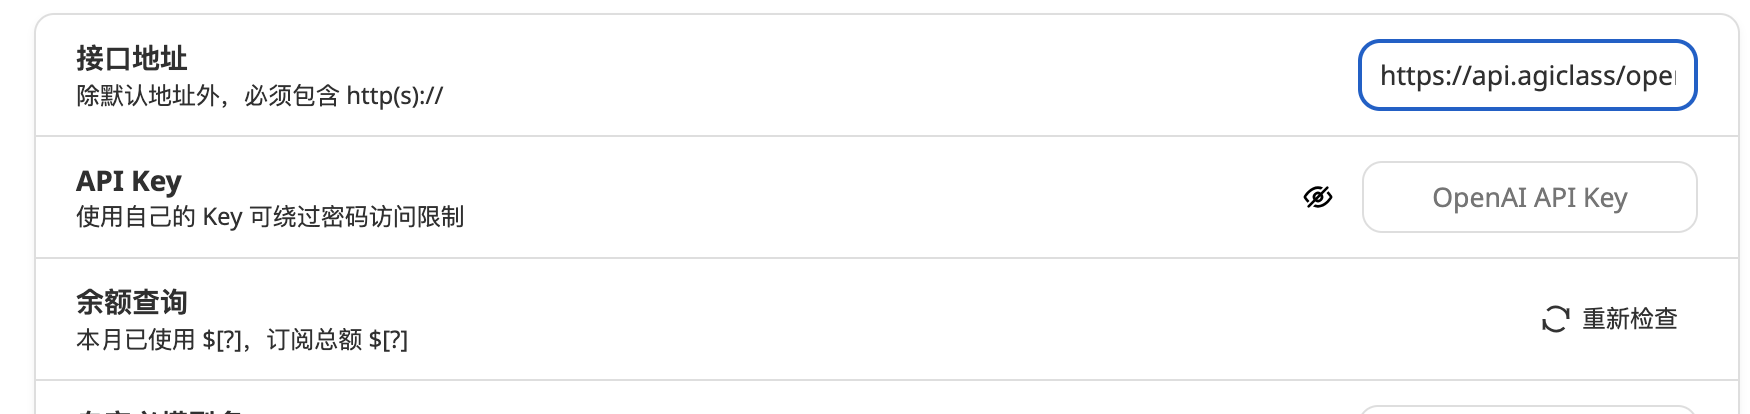 接口地址
除默认地址外，必须包含 http(s)://
https://api.agiclass/ope
API Key
使用自己的 Key 可绕过密码访问限制
OpenAI API Key
余额查询
本月已使用 $[?]，订阅总额 $[?]
重新检查